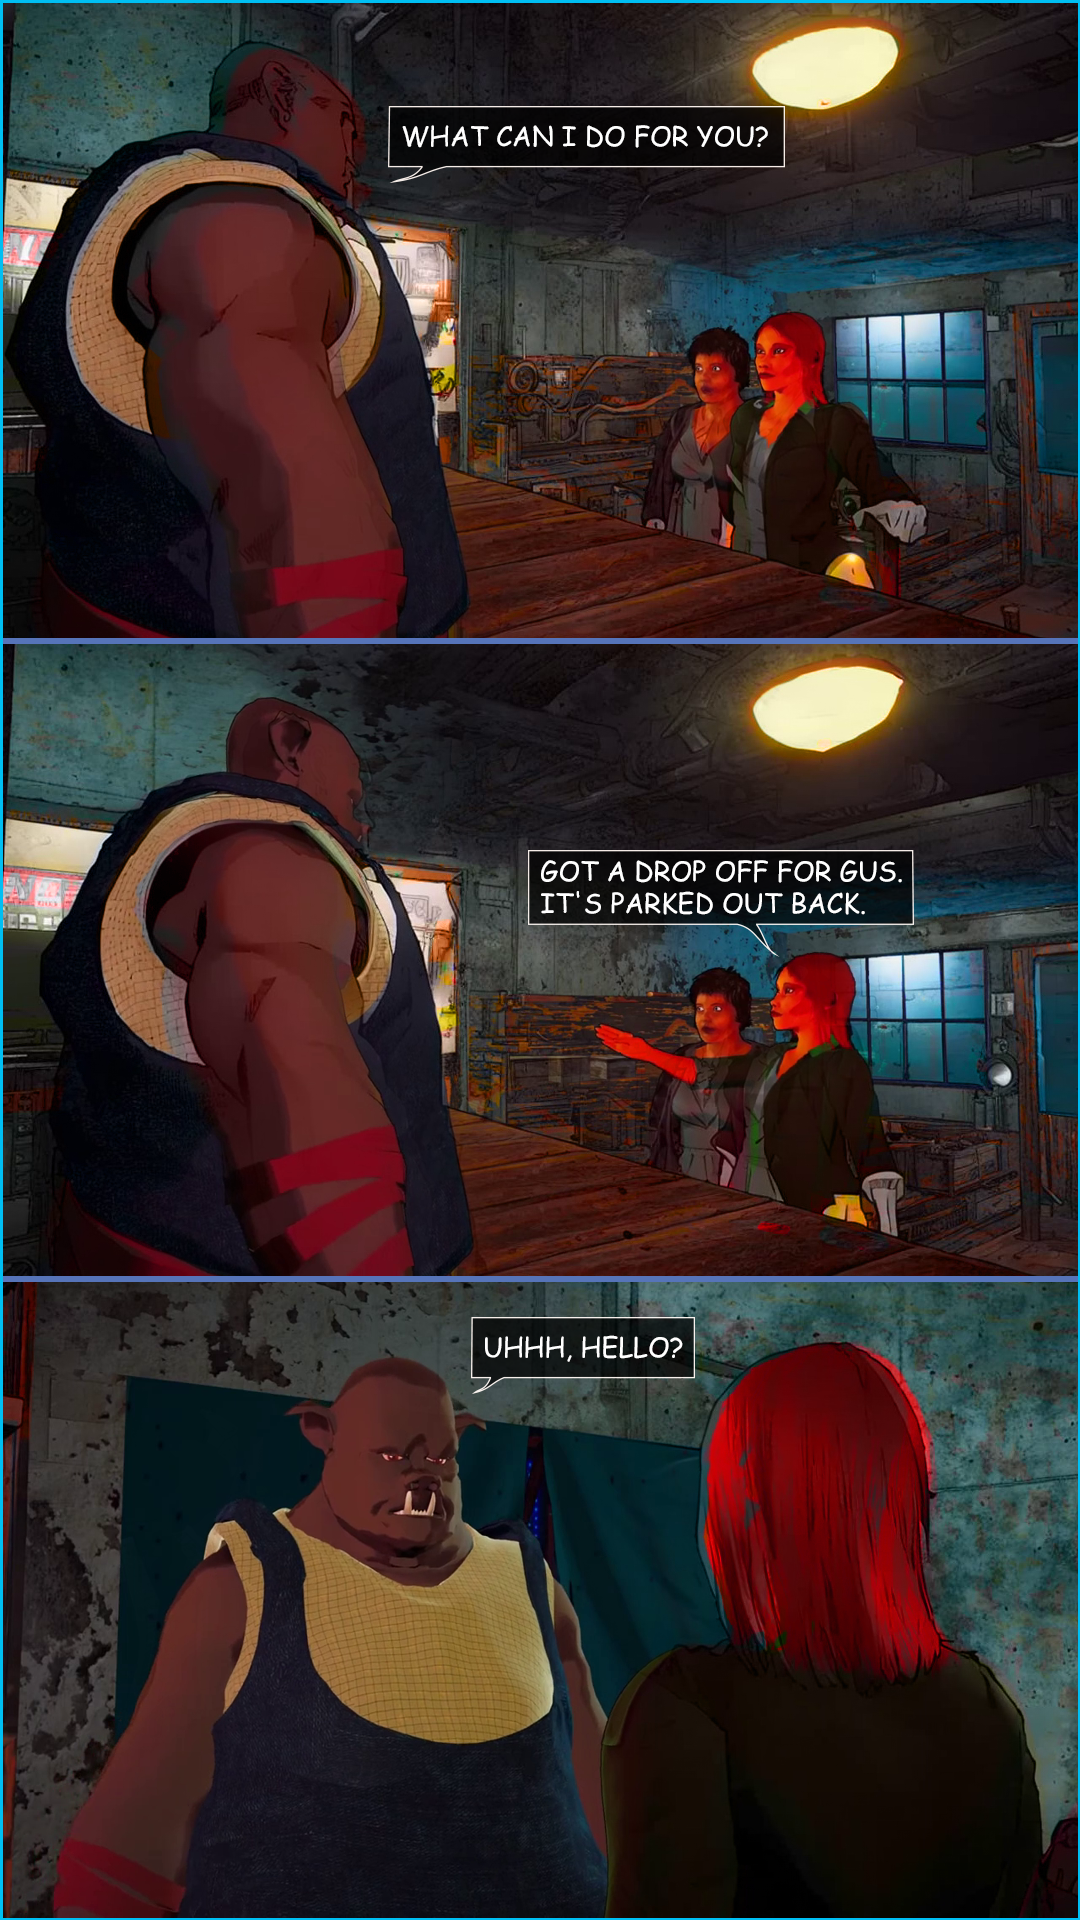 WHAT CAN I DO FOR YOU?
GOT A DROP OFF FOR GUS.
IT'S PARKED OUT BACK.
UHHH, HELLO?